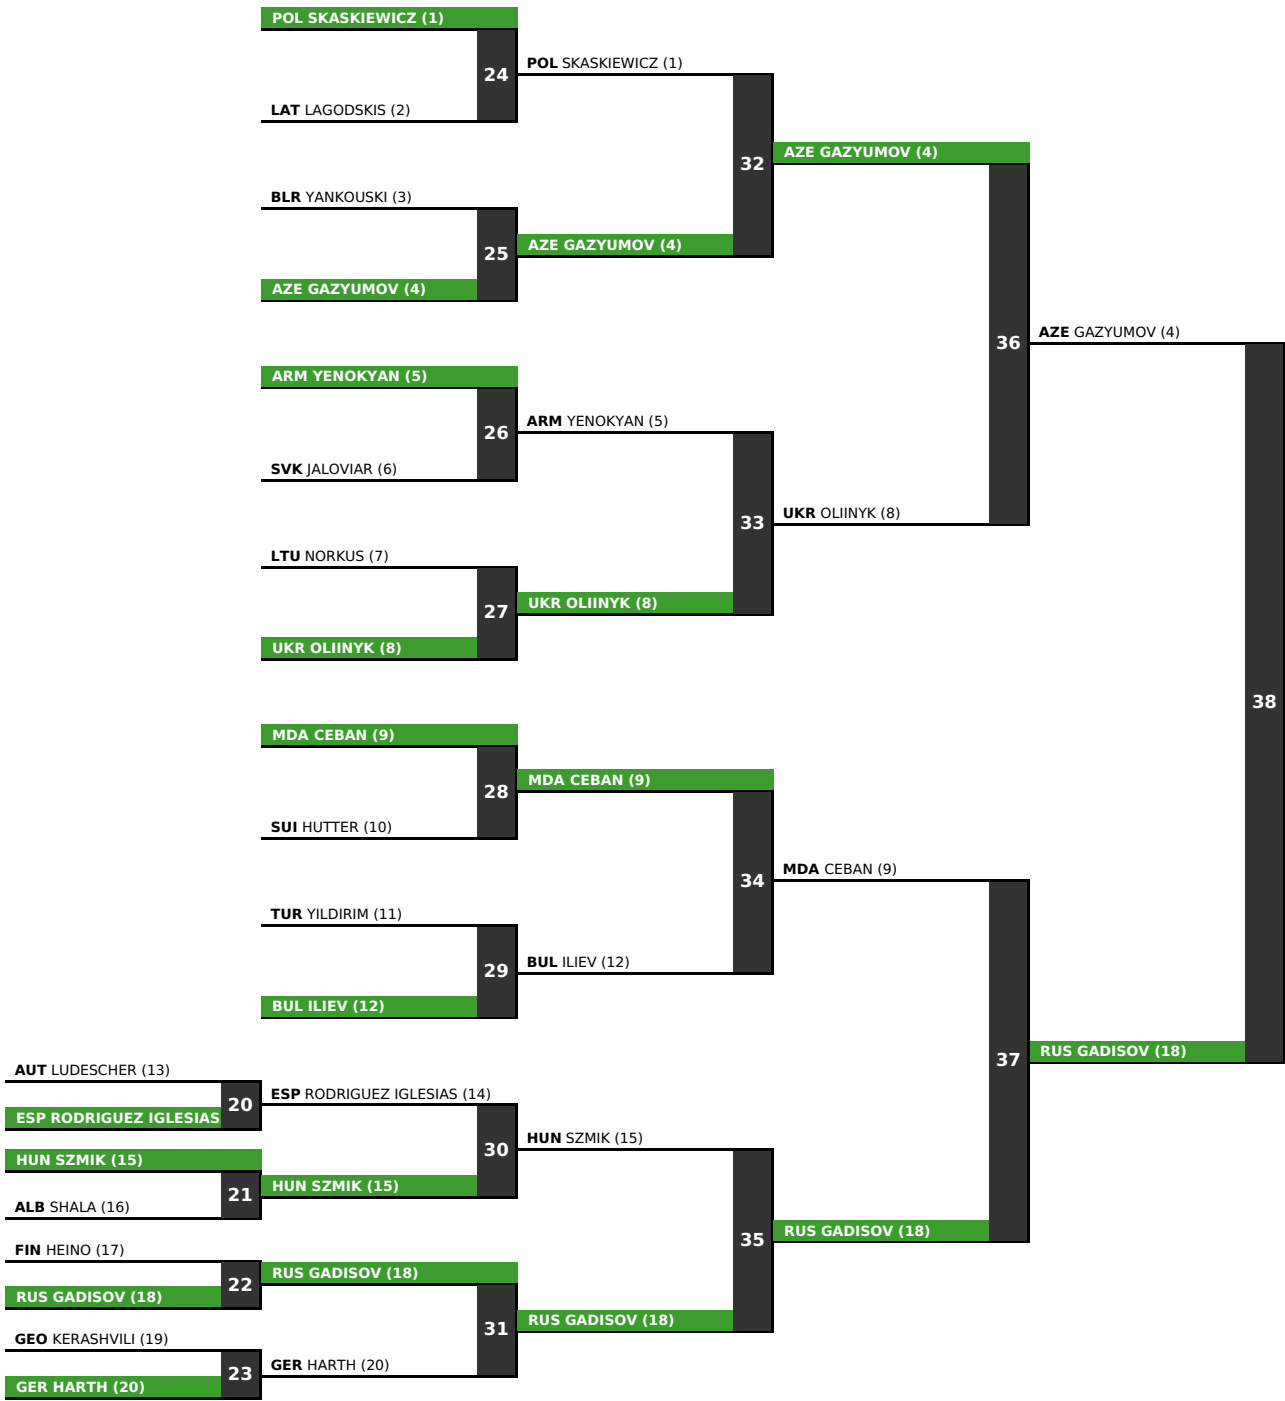 POL SKASKIEWICZ (1)
24
LAT LAGODSKIS (2)
POL SKASKIEWICZ (1)
32
BLR YANKOUSKI (3)
25
AZE GAZYUMOV (4)
AZE GAZYUMOV (4)
AZE GAZYUMOV (4)
36
ARM YENOKYAN (5)
26
SVK JALOVIAR (6)
ARM YENOKYAN (5)
33
LTU NORKUS (7)
27
UKR OLIINYK (8)
UKR OLIINYK (8)
UKR OLIINYK (8)
AZE GAZYUMOV (4)
38
MDA CEBAN (9)
28
SUI HUTTER (10)
MDA CEBAN (9)
34
TUR YILDIRIM (11)
29
BUL ILIEV (12)
BUL ILIEV (12)
MDA CEBAN (9)
37
RUS GADISOV (18)
AUT LUDESCHER (13)
20
ESP RODRIGUEZ IGLESIAS
ESP RODRIGUEZ IGLESIAS (14)
30
HUN SZMIK (15)
21
ALB SHALA (16)
HUN SZMIK (15)
HUN SZMIK (15)
35
RUS GADISOV (18)
FIN HEINO (17)
22
RUS GADISOV (18)
RUS GADISOV (18)
31
RUS GADISOV (18)
GEO KERASHVILI (19)
23
GER HARTH (20)
GER HARTH (20)